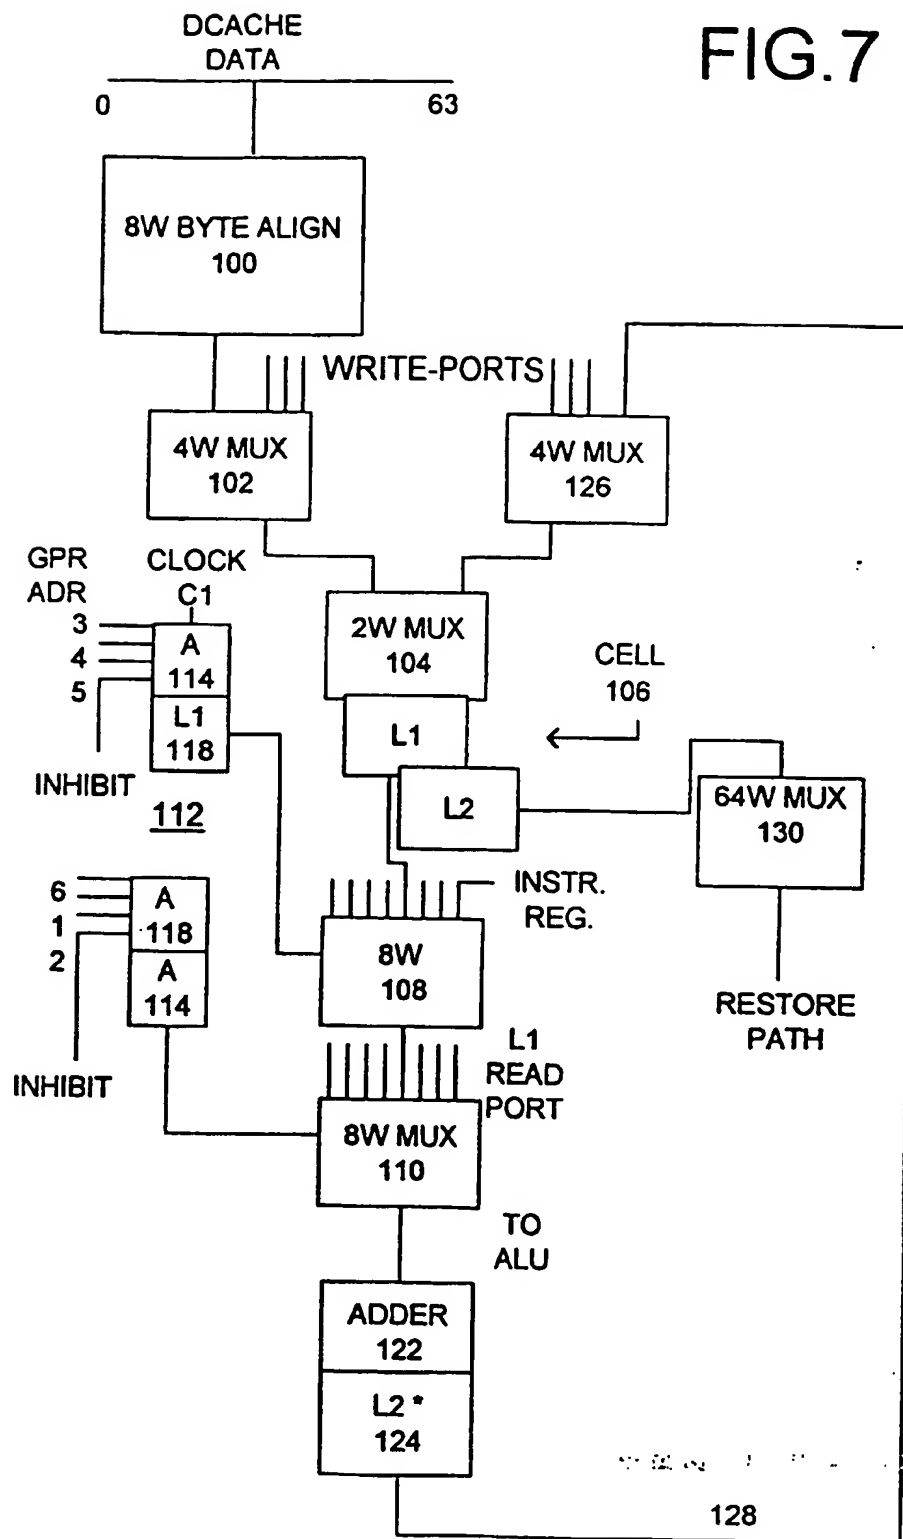 DCACHE
DATA
FIG.7
0
63
8W BYTE ALIGN
100
WRITE-PORTS
4W MUX
102
4W MUX
126
GPR
ADR
CLOCK
C1
3
4
5
A
114
L1
118
INHIBIT
112
2W MUX
104
CELL
106
L1
L2
64W MUX
130
RESTORE
PATH
6
1
2
A
118
A
114
INHIBIT
INSTR.
REG.
8W
108
L1
READ
PORT
8W MUX
110
TO
ALU
ADDER
122
L2 *
124
128